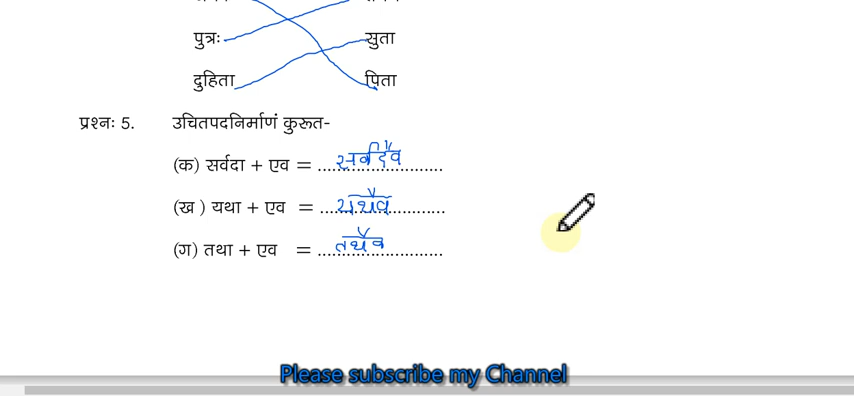 पुत्रः सुता
दुहिता पिता
प्रश्नः 5. उचितपदनिर्माणं कुरूत-
(क) सर्वदा + एव = सर्वदैव
(ख ) यथा + एव = यथैव
(ग) तथा + एव = तथैव
Please subscribe my Channel